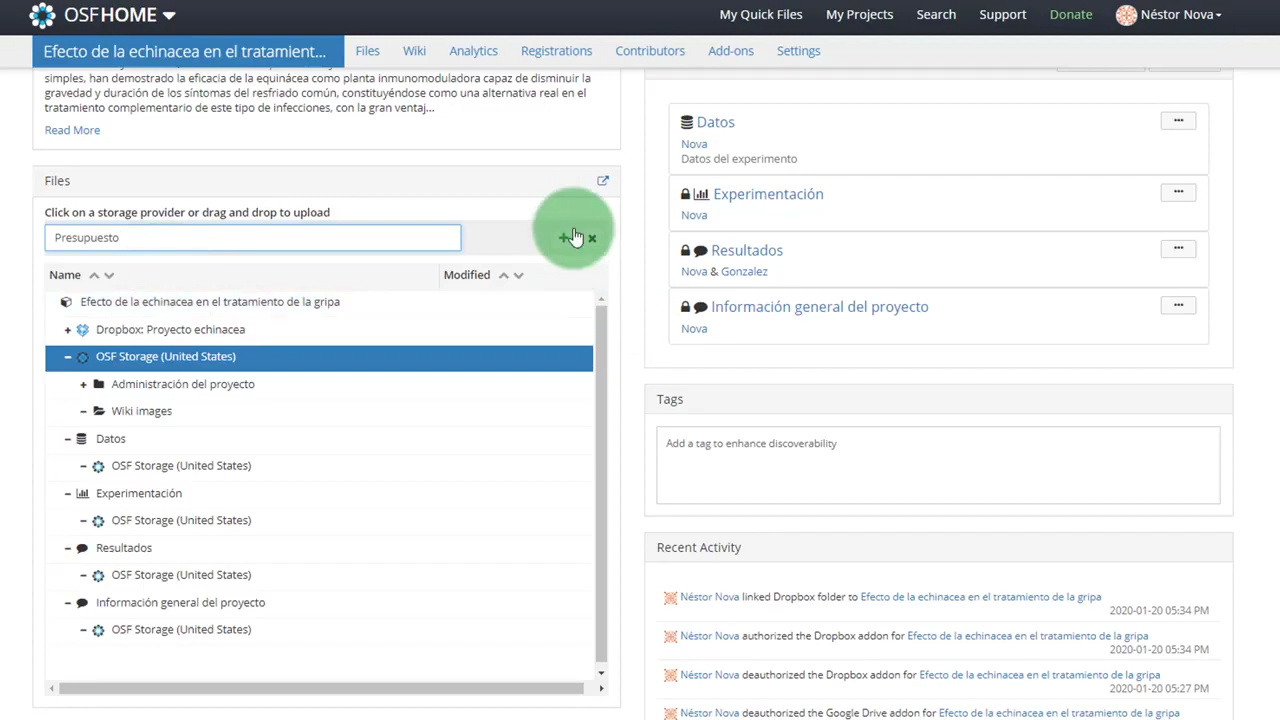 OSFHOME
My Quick Files
My Projects
Search
Support
Donate
Néstor Nova
Efecto de la echinacea en el tratamient...
Files
Wiki
Analytics
Registrations
Contributors
Add-ons
Settings
simples, han demostrado la eficacia de la equinácea como planta inmunomoduladora capaz de disminuir la
gravedad y duración de los síntomas del resfriado común, constituyéndose como una alternativa real en el
tratamiento complementario de este tipo de infecciones, con la gran ventaj...
Read More
Files
Click on a storage provider or drag and drop to upload
Presupuesto
Name
Modified
Efecto de la echinacea en el tratamiento de la gripa
Dropbox: Proyecto echinacea
OSF Storage (United States)
Administración del proyecto
Wiki images
Datos
OSF Storage (United States)
Experimentación
OSF Storage (United States)
Resultados
OSF Storage (United States)
Información general del proyecto
OSF Storage (United States)
Datos
Nova
Datos del experimento
Experimentación
Nova
Resultados
Nova & Gonzalez
Información general del proyecto
Nova
Tags
Add a tag to enhance discoverability
Recent Activity
Néstor Nova linked Dropbox folder to Efecto de la echinacea en el tratamiento de la gripa
2020-01-20 05:34 PM
Néstor Nova authorized the Dropbox addon for Efecto de la echinacea en el tratamiento de la gripa
2020-01-20 05:34 PM
Néstor Nova deauthorized the Dropbox addon for Efecto de la echinacea en el tratamiento de la gripa
2020-01-20 05:27 PM
Néstor Nova deauthorized the Google Drive addon for Efecto de la echinacea en el tratamiento de la gripa